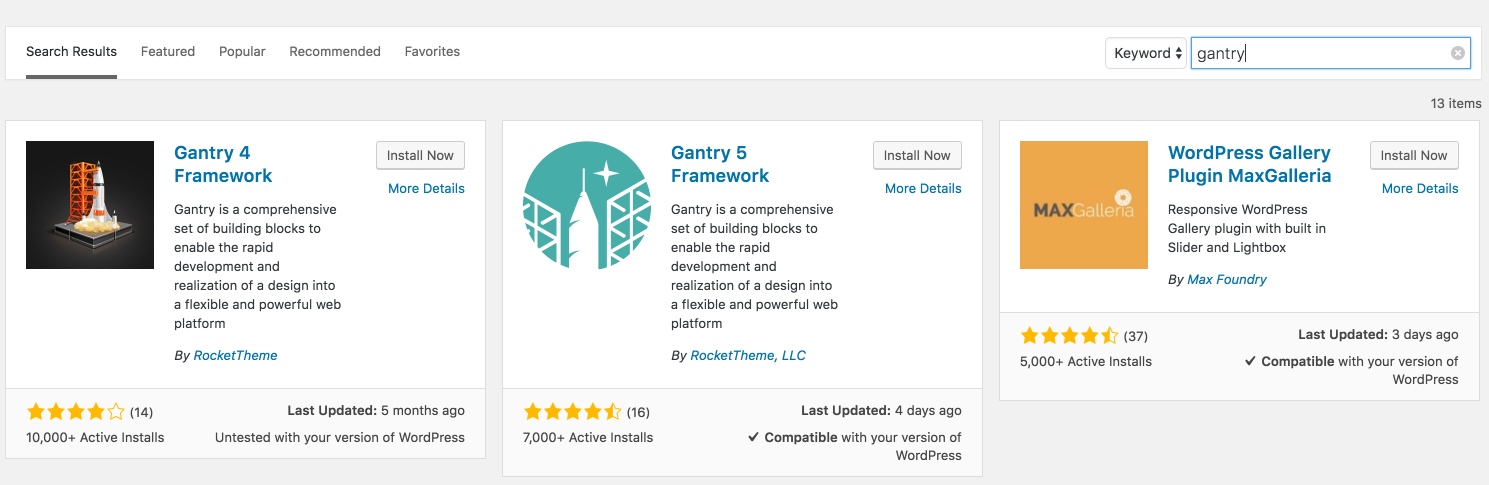 Search Results Featured Popular Recommended Favorites Keyword gantry
13 items
Gantry 4
Framework
Install Now
More Details
Gantry is a comprehensive
set of building blocks to
enable the rapid
development and
realization of a design into
a flexible and powerful web
platform
By RocketTheme
(14)
10,000+ Active Installs
Last Updated: 5 months ago
Untested with your version of WordPress
Gantry 5
Framework
Install Now
More Details
Gantry is a comprehensive
set of building blocks to
enable the rapid
development and
realization of a design into
a flexible and powerful web
platform
By RocketTheme, LLC
(16)
7,000+ Active Installs
Last Updated: 4 days ago
✔ Compatible with your version of
WordPress
MAXGalleria
WordPress Gallery
Plugin MaxGalleria
Install Now
More Details
Responsive WordPress
Gallery plugin with built in
Slider and Lightbox
By Max Foundry
(37)
5,000+ Active Installs
Last Updated: 3 days ago
✔ Compatible with your version of
WordPress